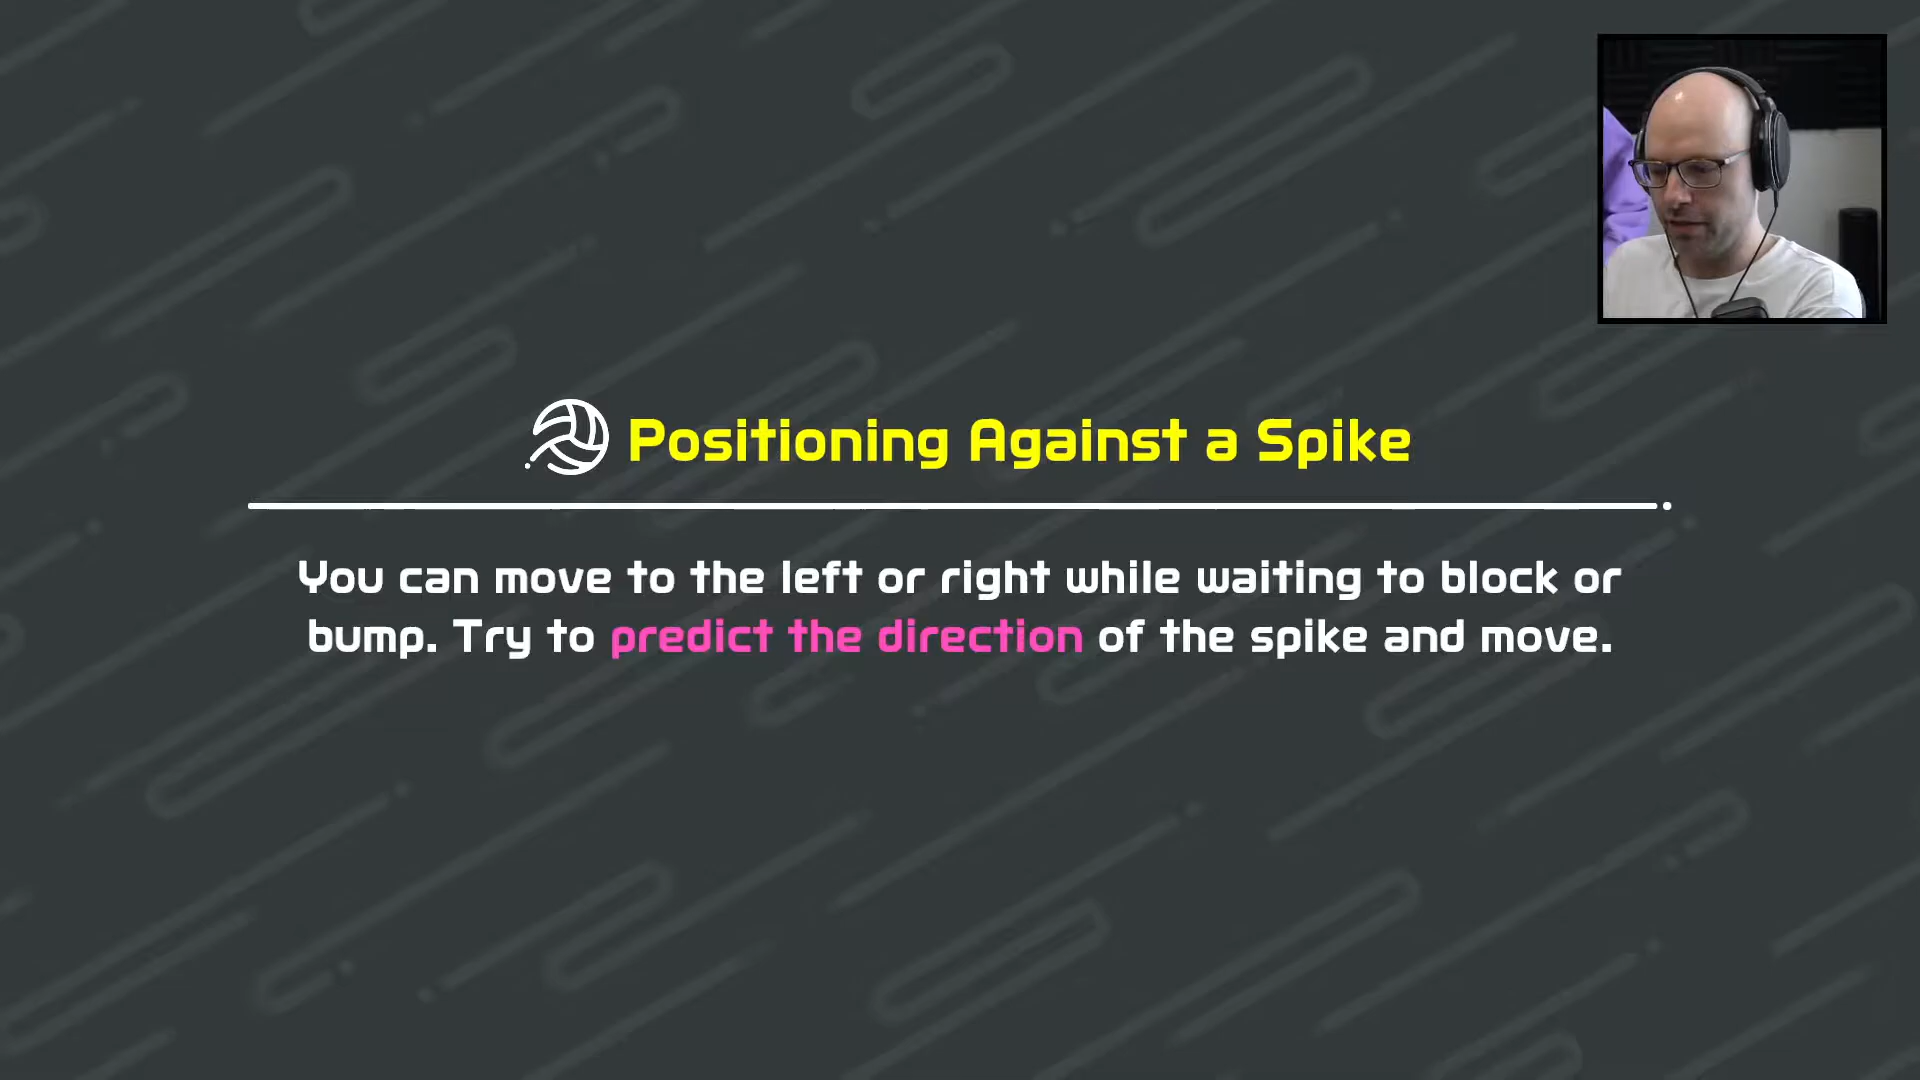 Positioning Against a Spike
You can move to the left or right while waiting to block or
bump. Try to predict the direction of the spike and move.